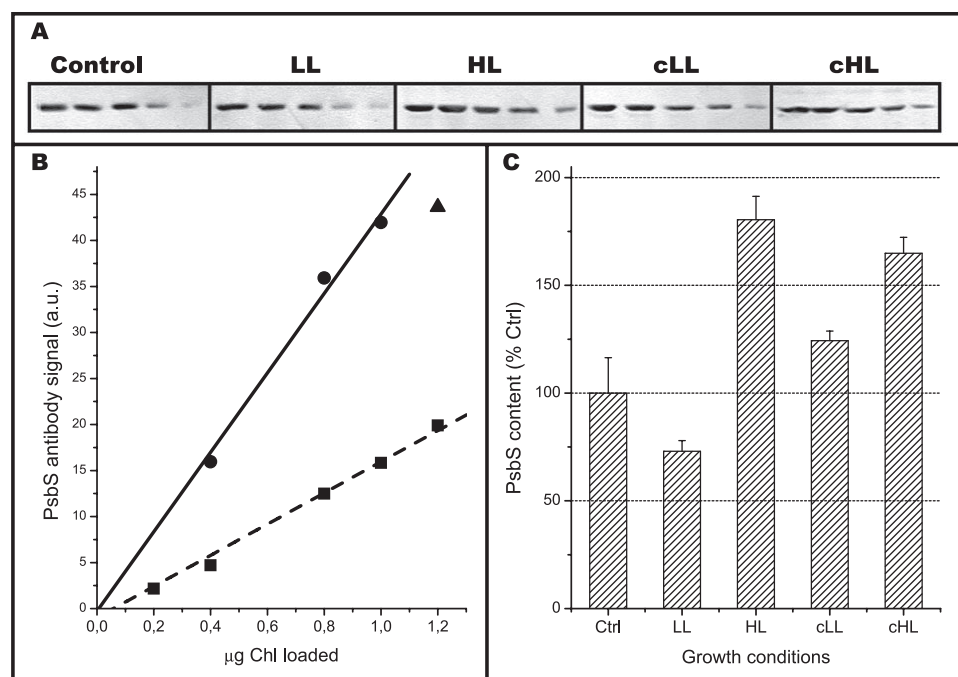 A
Control LL HL cLL cHL
B
PsbS antibody signal (a.u.)
45
40
35
30
25
20
15
10
5
0
0,0 0,2 0,4 0,6 0,8 1,0 1,2
µg Chl loaded
C
PsbS content (% Ctrl)
200
150
100
50
0
Ctrl LL HL cLL cHL
Growth conditions